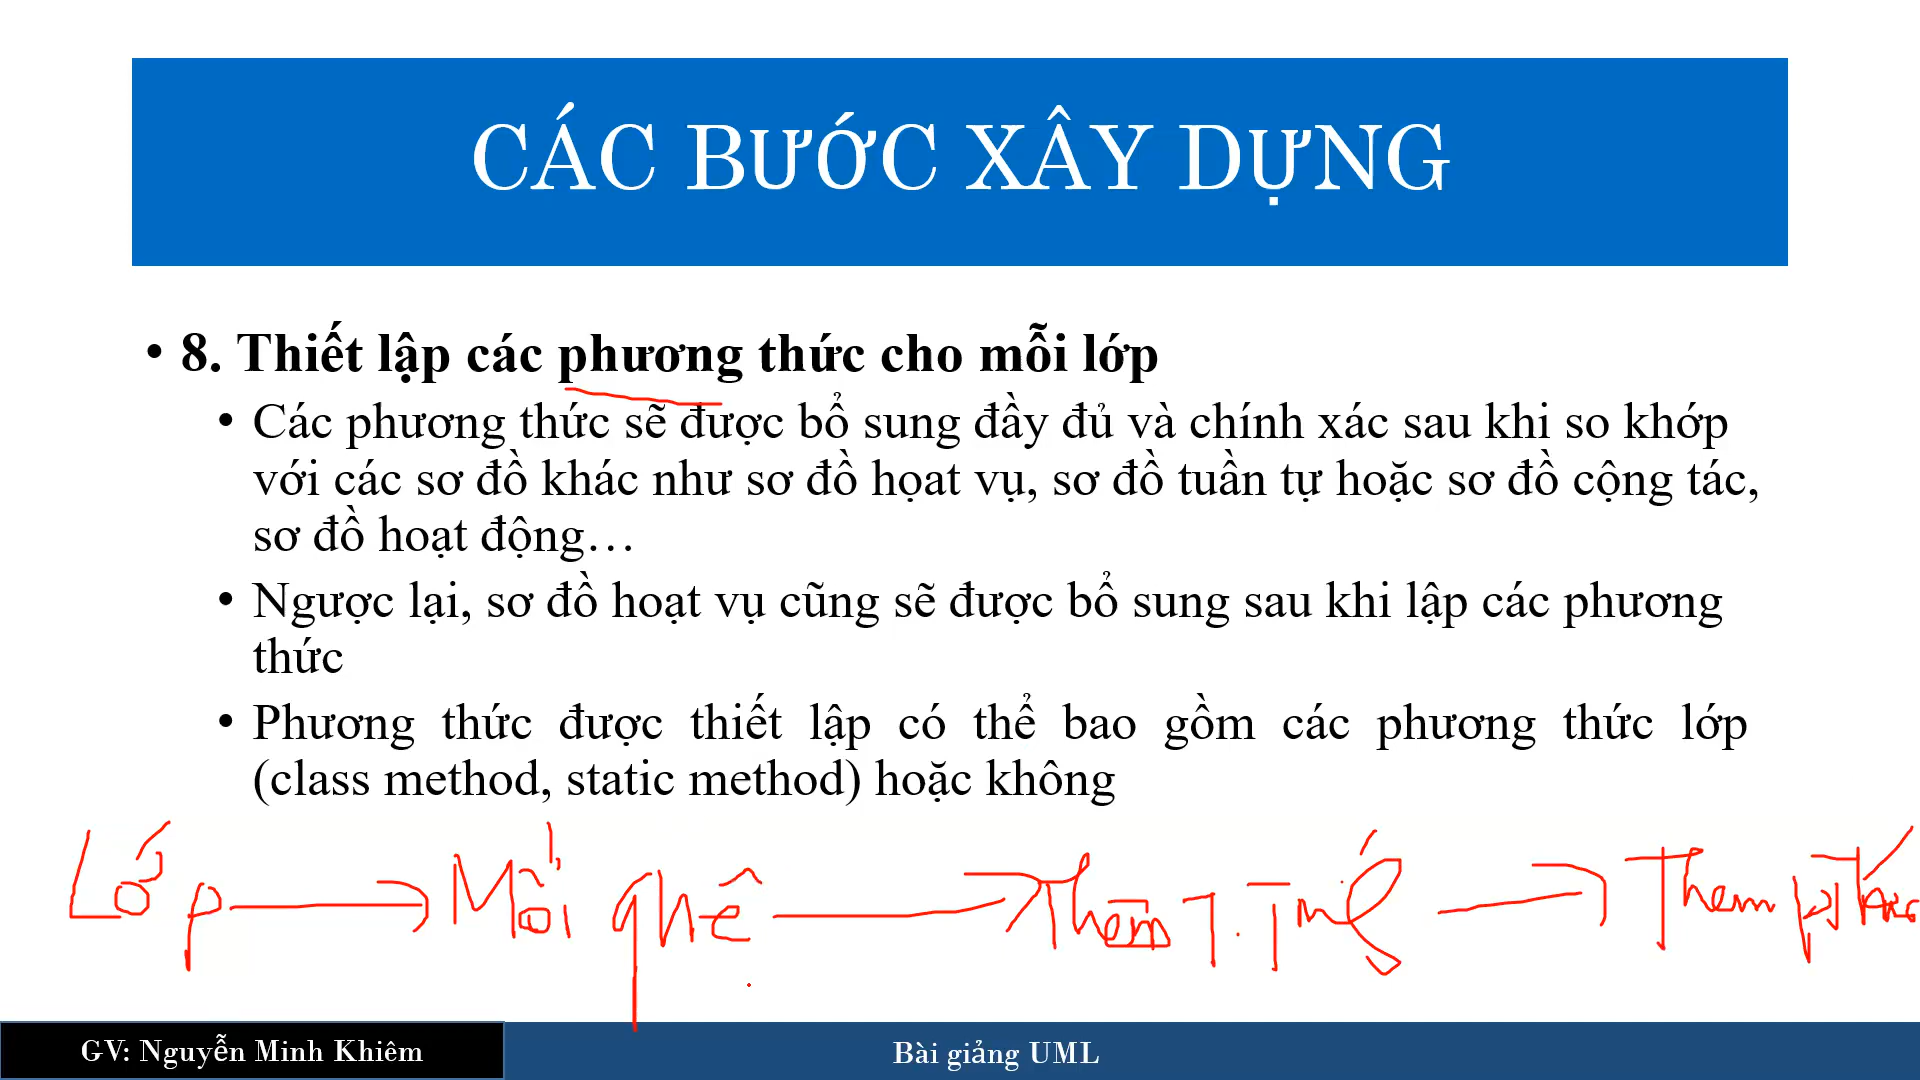 CÁC BƯỚC XÂY DỰNG
• 8. Thiết lập các phương thức cho mỗi lớp
• Các phương thức sẽ được bổ sung đầy đủ và chính xác sau khi so khớp
với các sơ đồ khác như sơ đồ họat vụ, sơ đồ tuần tự hoặc sơ đồ cộng tác,
sơ đồ hoạt động…
• Ngược lại, sơ đồ hoạt vụ cũng sẽ được bổ sung sau khi lập các phương
thức
• Phương thức được thiết lập có thể bao gồm các phương thức lớp
(class method, static method) hoặc không
Lớp → Mối qhê → Thêm T.Tính → Them
GV: Nguyễn Minh Khiêm
Bài giảng UML